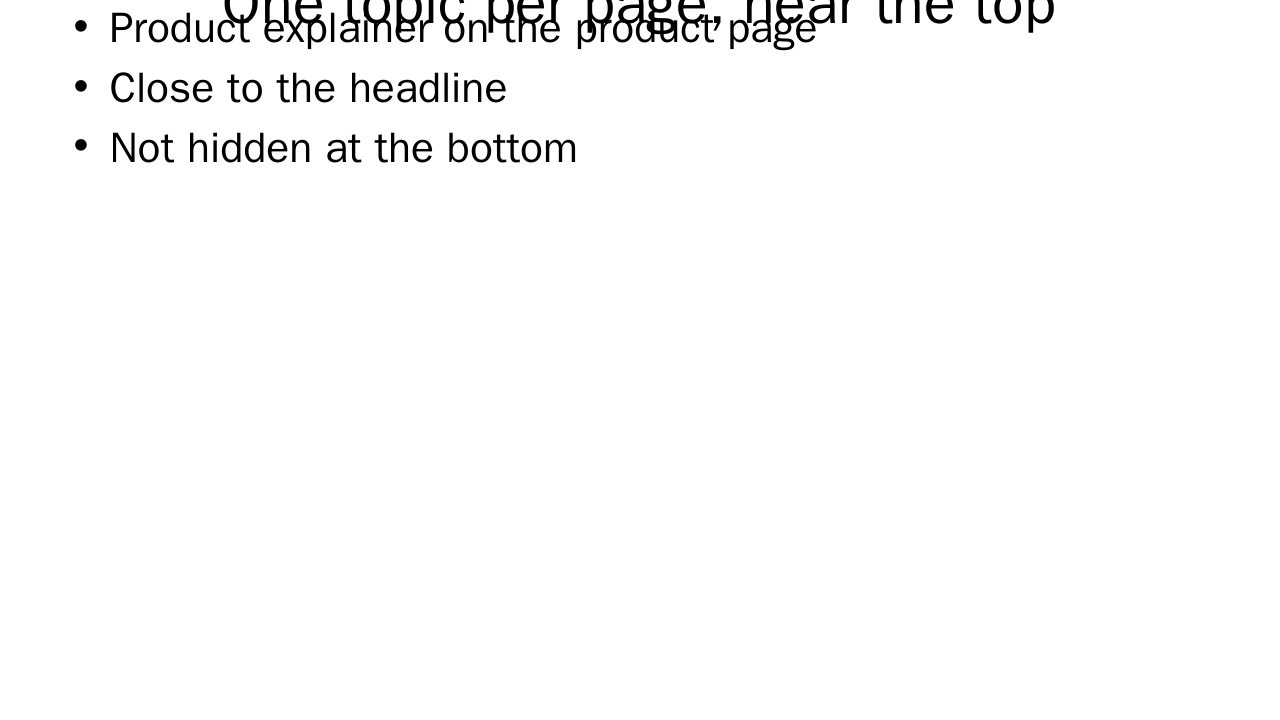 One topic per page, near the top
• Product explainer on the product page
• Close to the headline
• Not hidden at the bottom